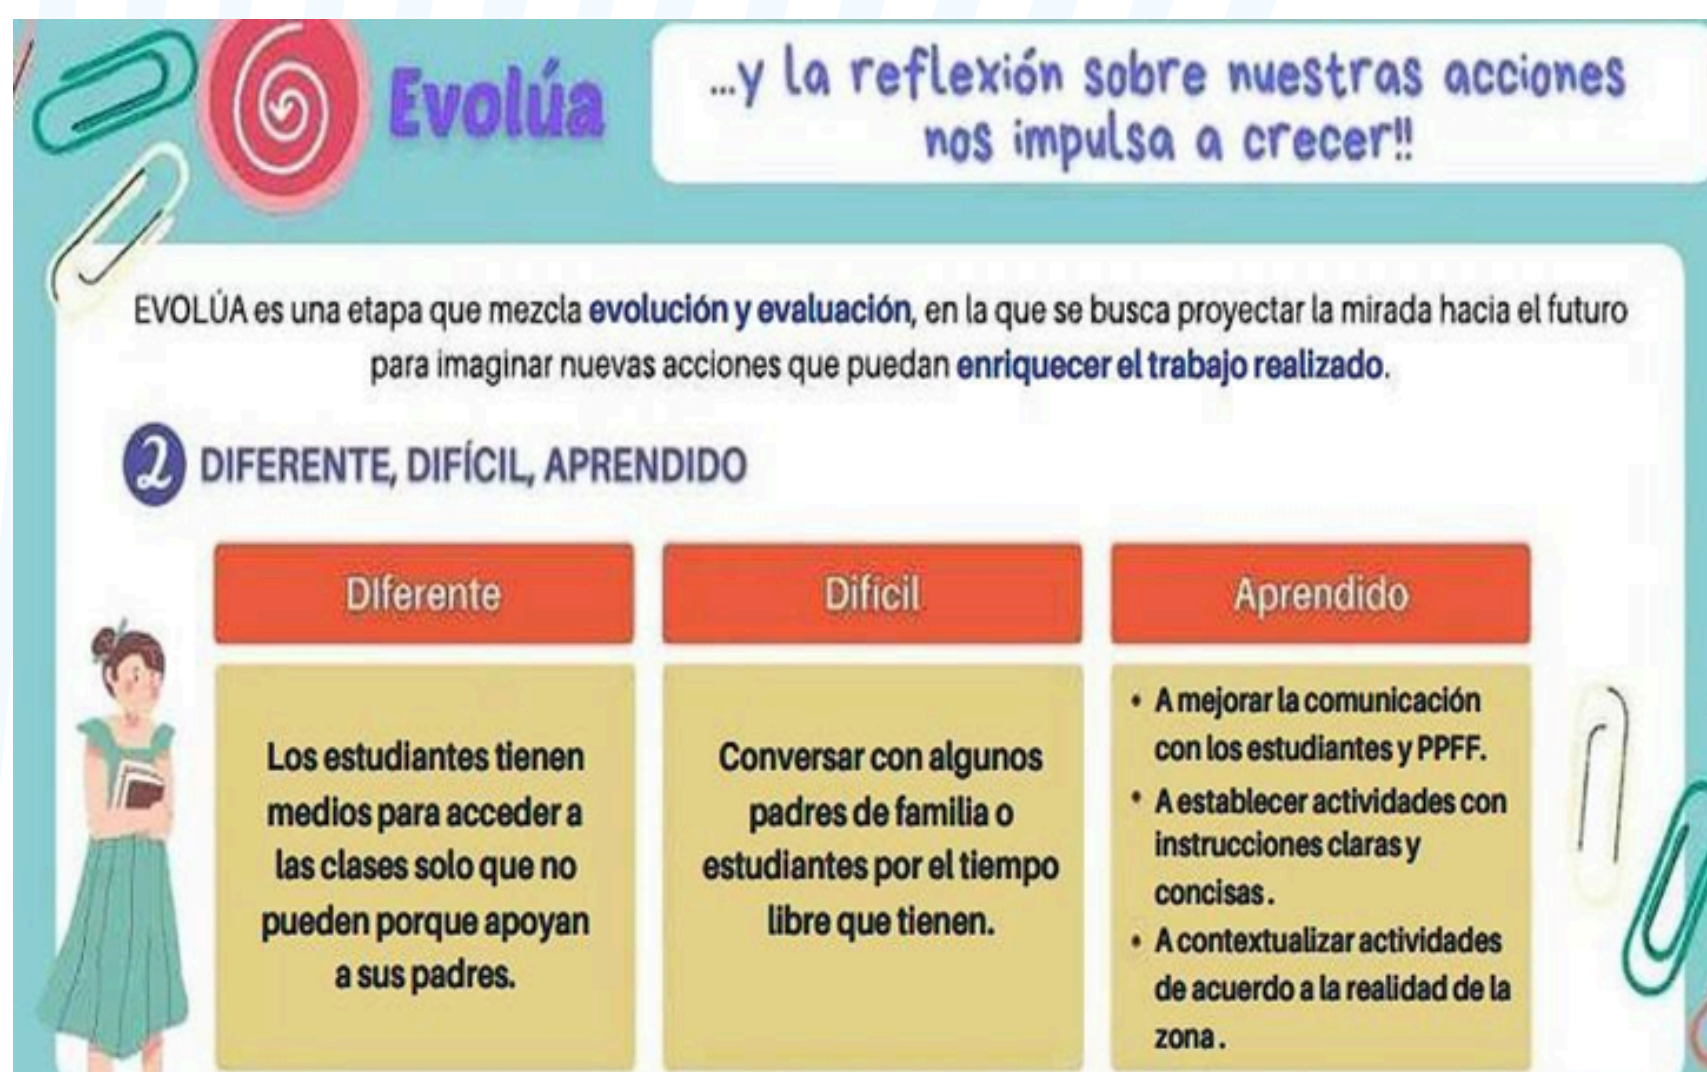 Evolúa
...y la reflexión sobre nuestras acciones
nos impulsa a crecer!!
EVOLÚA es una etapa que mezcla evolución y evaluación, en la que se busca proyectar la mirada hacia el futuro
para imaginar nuevas acciones que puedan enriquecer el trabajo realizado.
2 DIFERENTE, DIFÍCIL, APRENDIDO
DIferente
Los estudiantes tienen
medios para acceder a
las clases solo que no
pueden porque apoyan
a sus padres.
Difícil
Conversar con algunos
padres de familia o
estudiantes por el tiempo
libre que tienen.
Aprendido
• A mejorar la comunicación
con los estudiantes y PPFF.
• A establecer actividades con
instrucciones claras y
concisas.
• A contextualizar actividades
de acuerdo a la realidad de la
zona.